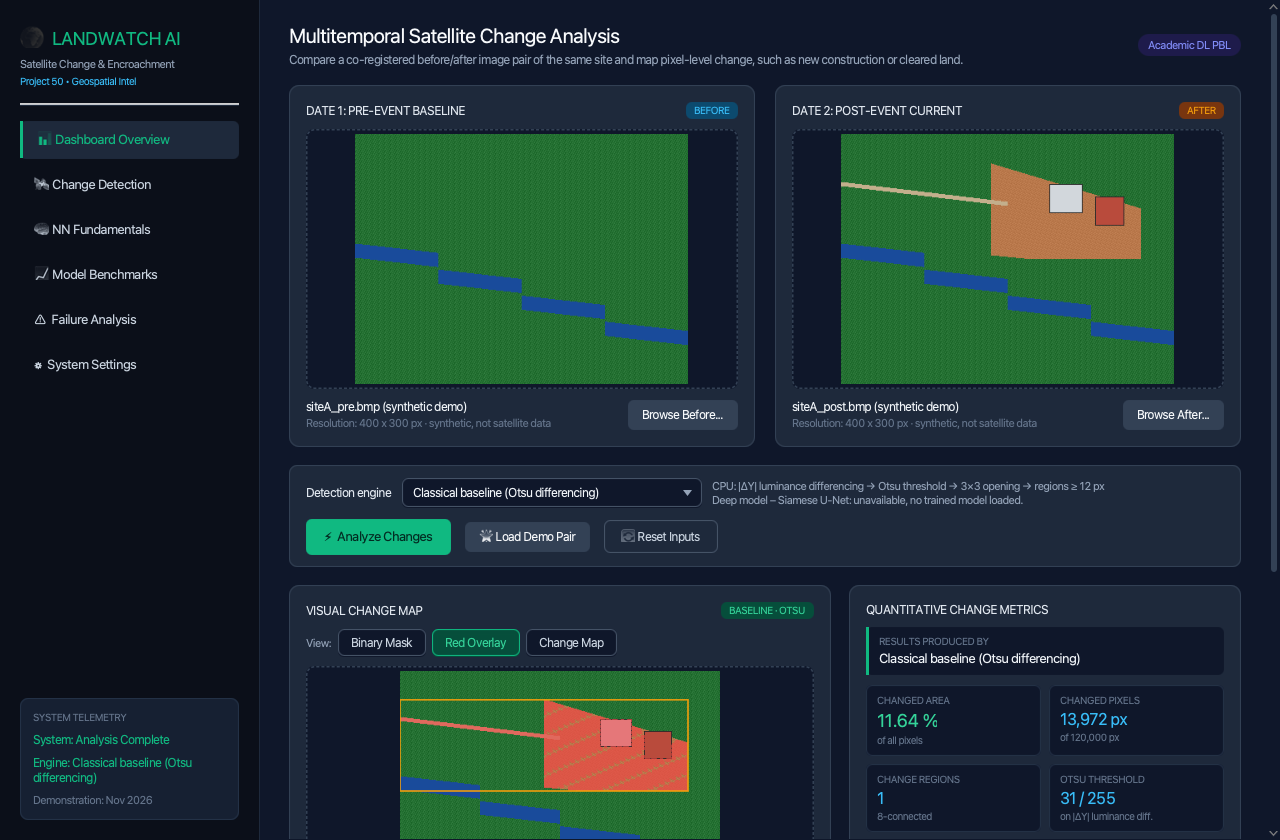 LANDWATCH AI
Satellite Change & Encroachment
Project 50 • Geospatial Intel
Dashboard Overview
Change Detection
NN Fundamentals
Model Benchmarks
Failure Analysis
System Settings
SYSTEM TELEMETRY
System: Analysis Complete
Engine: Classical baseline (Otsu
differencing)
Demonstration: Nov 2026
Multitemporal Satellite Change Analysis
Compare a co-registered before/after image pair of the same site and map pixel-level change, such as new construction or cleared land.
Academic DL PBL
DATE 1: PRE-EVENT BASELINE
BEFORE
siteA_pre.bmp (synthetic demo)
Resolution: 400 x 300 px · synthetic, not satellite data
Browse Before...
DATE 2: POST-EVENT CURRENT
AFTER
siteA_post.bmp (synthetic demo)
Resolution: 400 x 300 px · synthetic, not satellite data
Browse After...
Detection engine
Classical baseline (Otsu differencing)
CPU: |ΔY| luminance differencing → Otsu threshold → 3×3 opening → regions ≥ 12 px
Deep model – Siamese U-Net: unavailable, no trained model loaded.
⚡ Analyze Changes
Load Demo Pair
Reset Inputs
VISUAL CHANGE MAP
BASELINE · OTSU
View:
Binary Mask
Red Overlay
Change Map
QUANTITATIVE CHANGE METRICS
RESULTS PRODUCED BY
Classical baseline (Otsu differencing)
CHANGED AREA
11.64 %
of all pixels
CHANGED PIXELS
13,972 px
of 120,000 px
CHANGE REGIONS
1
8-connected
OTSU THRESHOLD
31 / 255
on |ΔY| luminance diff.